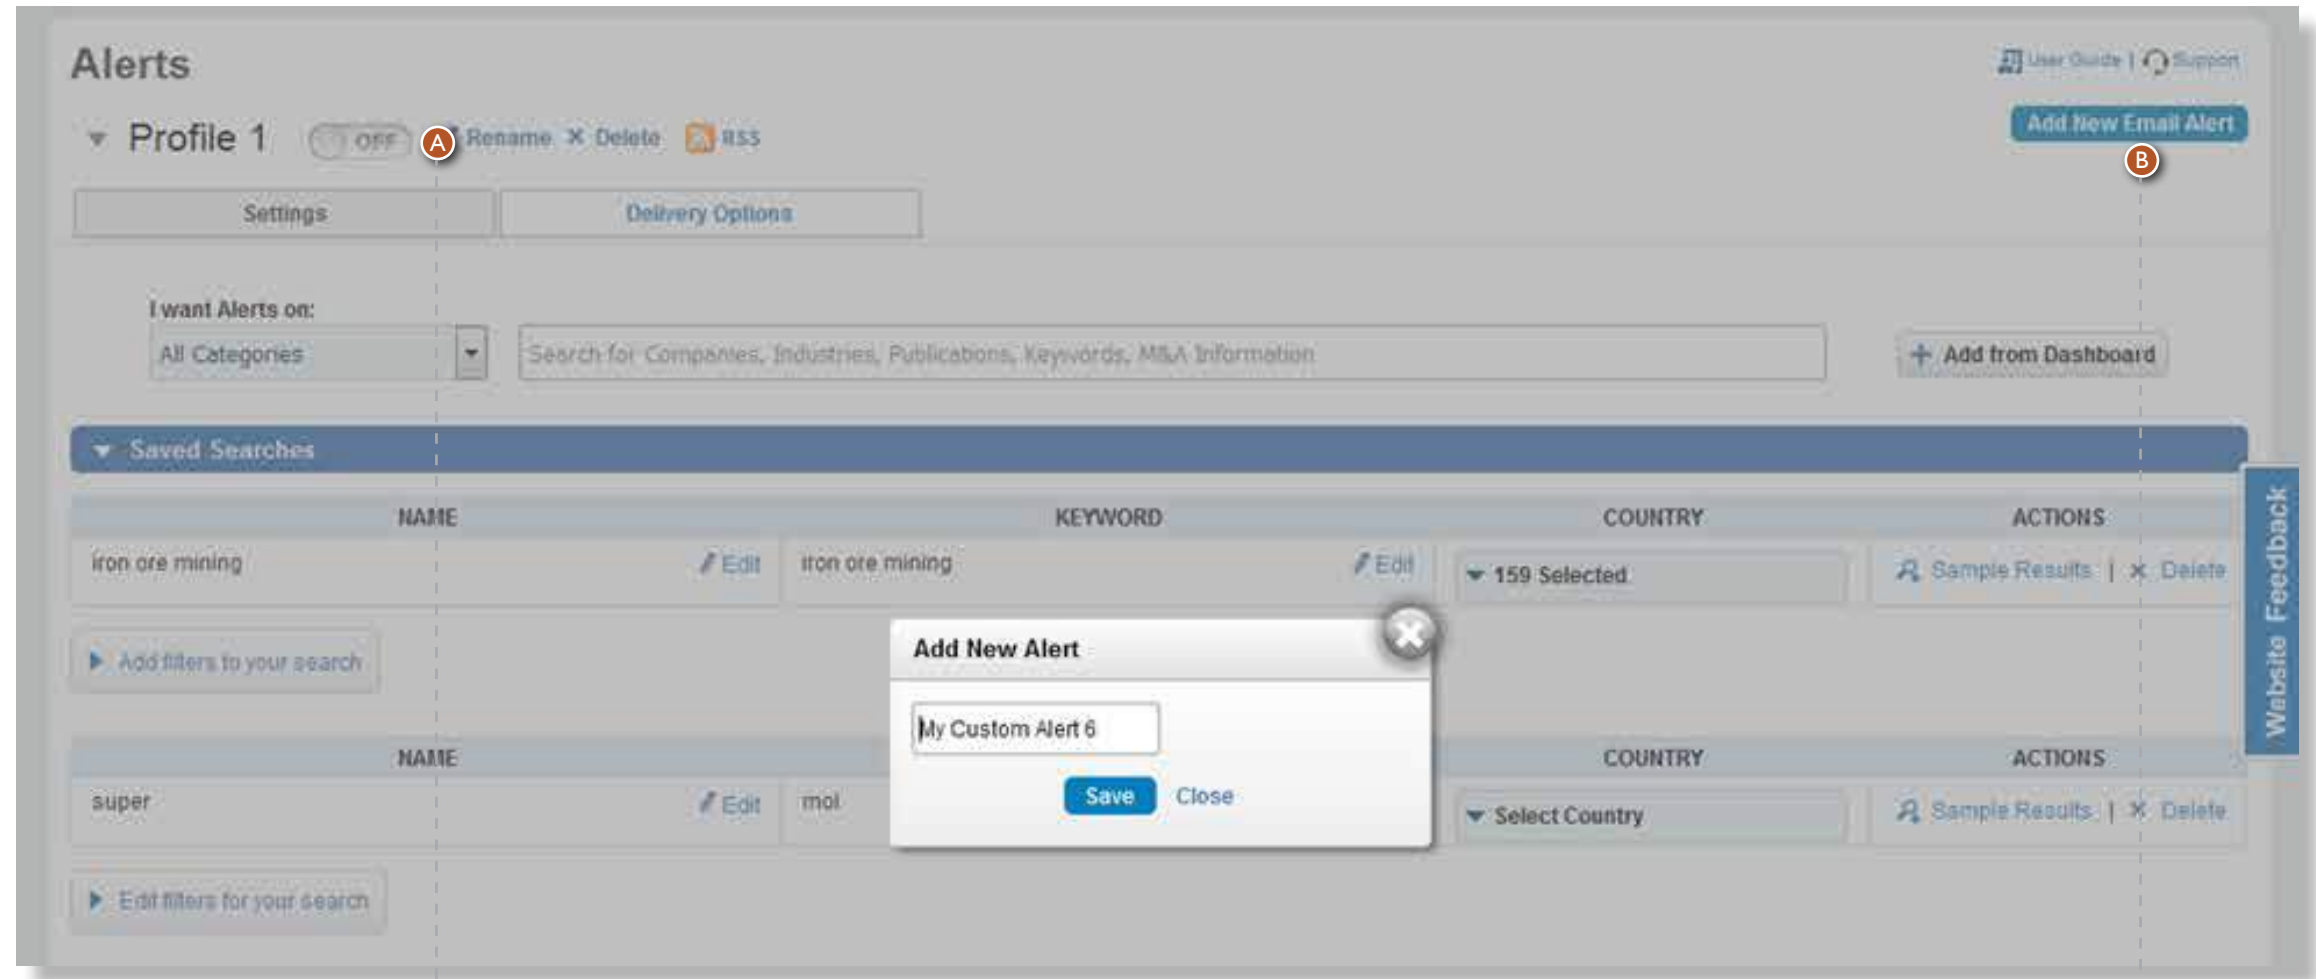 Alerts
User Guide | Support
Profile 1 OFF A Rename × Delete RSS
Add New Email Alert
B
Settings Delivery Options
I want Alerts on:
All Categories Search for Companies, Industries, Publications, Keywords, M&A Information + Add from Dashboard
Saved Searches
NAME KEYWORD COUNTRY ACTIONS
iron ore mining Edit iron ore mining Edit 159 Selected Sample Results | × Delete
Add filters to your search
Add New Alert
My Custom Alert 6
Save Close
NAME COUNTRY ACTIONS
super Edit mol Select Country Sample Results | × Delete
Edit filters for your search
Website Feedback